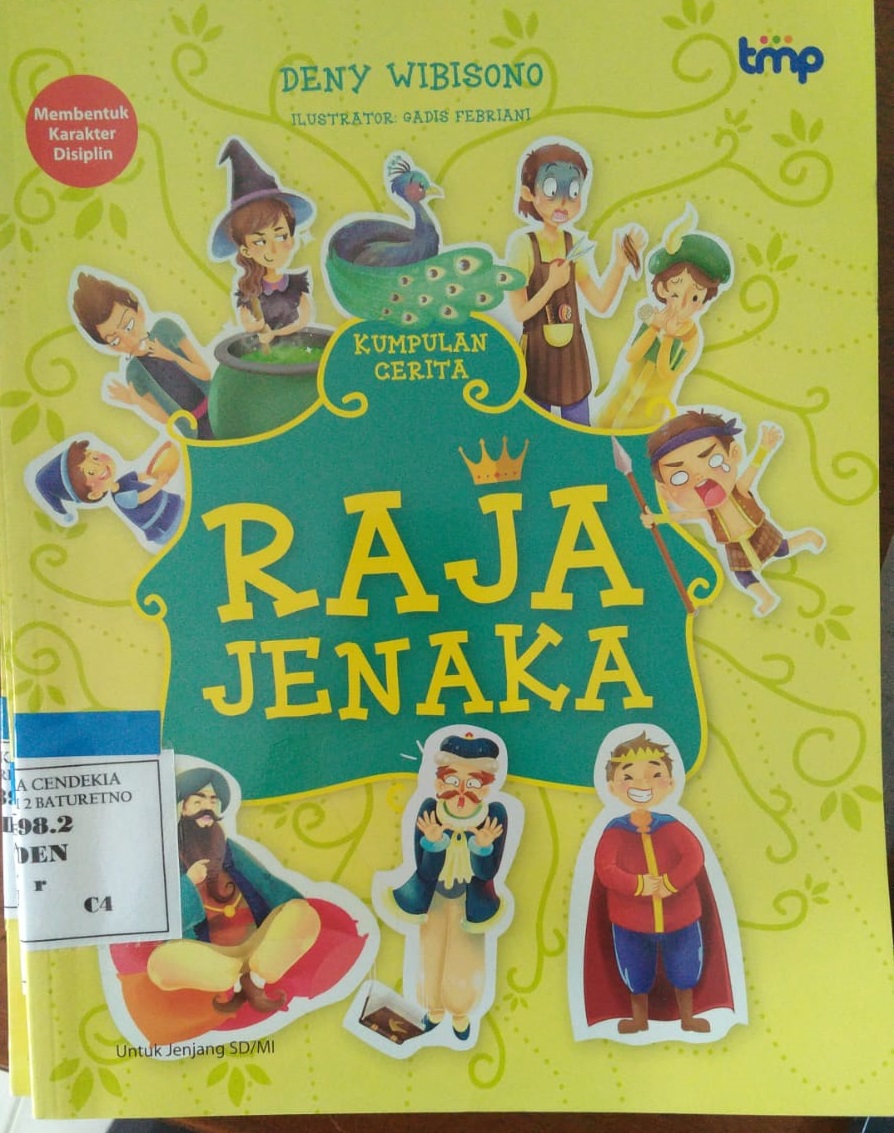 DENY WIBISONO
tmp
ILUSTRATOR: GADIS FEBRIANI
Membentuk
Karakter
Disiplin
KUMPULAN
CERITA
RAJA
JENAKA
A CENDEKIA
2 BATURETNO
98.2
DEN
r
C4
Untuk Jenjang SD/MI